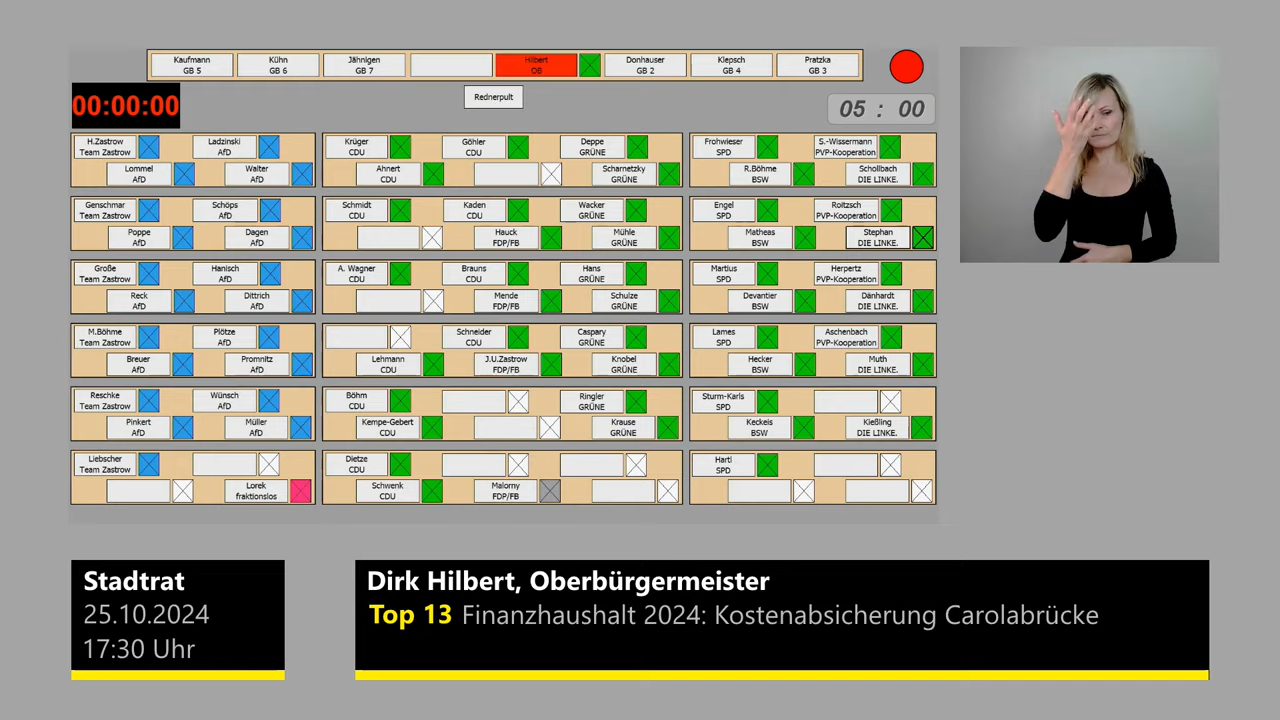 Kaufmann
GB 5
Kühn
GB 6
Jähnigen
GB 7
Hilbert
OB
Donhauser
GB 2
Klepsch
GB 4
Pratzka
GB 3
00:00:00
Rednerpult
05 : 00
H.Zastrow
Team Zastrow
Ladzinski
AfD
Lommel
AfD
Walter
AfD
Krüger
CDU
Göhler
CDU
Deppe
GRÜNE
Ahnert
CDU
Scharnetzky
GRÜNE
Frohwieser
SPD
S.-Wissermann
PVP-Kooperation
R.Böhme
BSW
Schollbach
DIE LINKE.
Genschmar
Team Zastrow
Schöps
AfD
Poppe
AfD
Dagen
AfD
Schmidt
CDU
Kaden
CDU
Wacker
GRÜNE
Hauck
FDP/FB
Mühle
GRÜNE
Engel
SPD
Roitzsch
PVP-Kooperation
Matheas
BSW
Stephan
DIE LINKE.
Große
Team Zastrow
Hanisch
AfD
Reck
AfD
Dittrich
AfD
A. Wagner
CDU
Brauns
CDU
Hans
GRÜNE
Mende
FDP/FB
Schulze
GRÜNE
Martius
SPD
Herpertz
PVP-Kooperation
Devantier
BSW
Dänhardt
DIE LINKE.
M.Böhme
Team Zastrow
Plötze
AfD
Breuer
AfD
Promnitz
AfD
Schneider
CDU
Caspary
GRÜNE
Lehmann
CDU
J.U.Zastrow
FDP/FB
Knobel
GRÜNE
Lames
SPD
Aschenbach
PVP-Kooperation
Hecker
BSW
Muth
DIE LINKE.
Reschke
Team Zastrow
Wünsch
AfD
Pinkert
AfD
Müller
AfD
Böhm
CDU
Ringler
GRÜNE
Kempe-Gebert
CDU
Krause
GRÜNE
Sturm-Karls
SPD
Keckeis
BSW
Kießling
DIE LINKE.
Liebscher
Team Zastrow
Lorek
fraktionslos
Dietze
CDU
Schwenk
CDU
Malorny
FDP/FB
Hartl
SPD
Stadtrat
25.10.2024
17:30 Uhr
Dirk Hilbert, Oberbürgermeister
Top 13 Finanzhaushalt 2024: Kostenabsicherung Carolabrücke